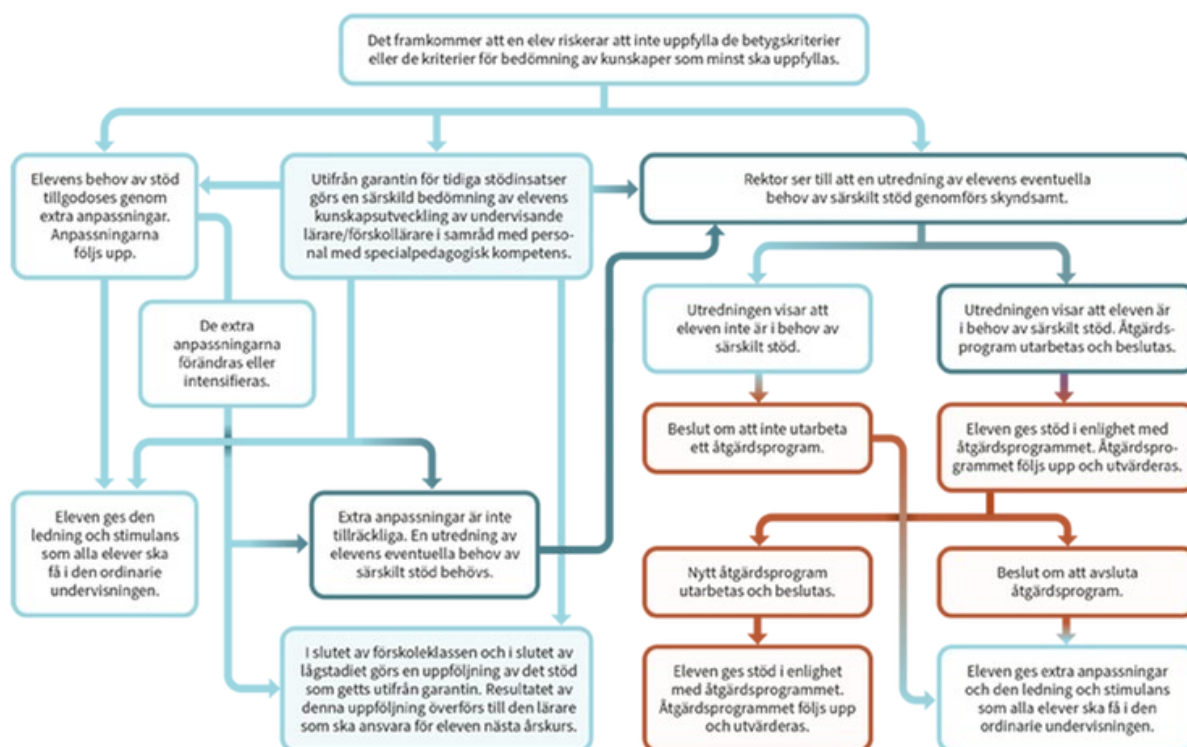 Det framkommer att en elev riskerar att inte uppfylla de betygskriterier
eller de kriterier för bedömning av kunskaper som minst ska uppfyllas.
Elevens behov av stöd
tillgodoses genom
extra anpassningar.
Anpassningarna
följs upp.
Utifrån garantin för tidiga stödinsatser
görs en särskild bedömning av elevens
kunskapsutveckling av undervisande
lärare/förskollärare i samråd med perso-
nal med specialpedagogisk kompetens.
Rektor ser till att en utredning av elevens eventuella
behov av särskilt stöd genomförs skyndsamt.
De extra
anpassningarna
förändras eller
intensifieras.
Utredningen visar att
eleven inte är i behov av
särskilt stöd.
Utredningen visar att eleven är
i behov av särskilt stöd. Åtgärds-
program utarbetas och beslutas.
Beslut om att inte utarbeta
ett åtgärdsprogram.
Eleven ges stöd i enlighet med
åtgärdsprogrammet. Åtgärdspro-
grammet följs upp och utvärderas.
Eleven ges den
ledning och stimulans
som alla elever ska
få i den ordinarie
undervisningen.
Extra anpassningar är inte
tillräckliga. En utredning av
elevens eventuella behov av
särskilt stöd behövs.
Nytt åtgärdsprogram
utarbetas och beslutas.
Beslut om att avsluta
åtgärdsprogram.
I slutet av förskoleklassen och i slutet av
lågstadiet görs en uppföljning av det stöd
som getts utifrån garantin. Resultatet av
denna uppföljning överförs till den lärare
som ska ansvara för eleven nästa årskurs.
Eleven ges stöd i enlighet
med åtgärdsprogrammet.
Åtgärdsprogrammet följs upp
och utvärderas.
Eleven ges extra anpassningar
och den ledning och stimulans
som alla elever ska få i den
ordinarie undervisningen.